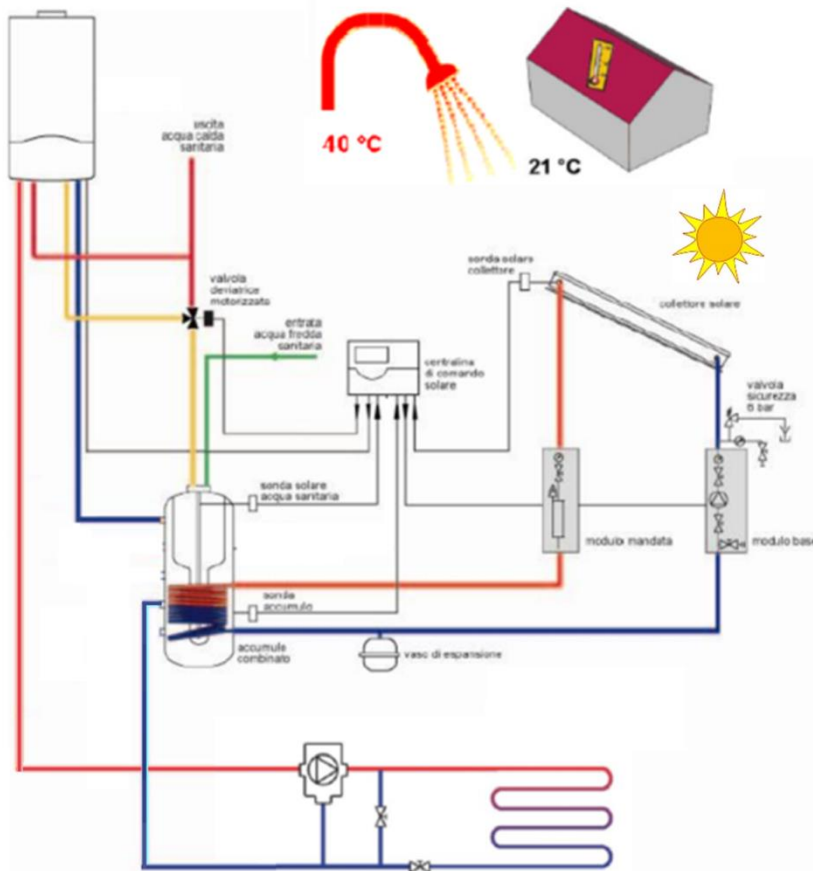 uscita
acqua calda
sanitaria
40 °C
21 °C
sonda solare
collettore
collettore solare
valvola
deviatrice
motorizzata
entrata
acqua fredda
sanitaria
centralina
di comando
solare
valvola
sicurezza
6 bar
sonda solare
acqua sanitaria
mandata
modulo base
sonda
accumulo
accumulo
combinato
vaso di espansione